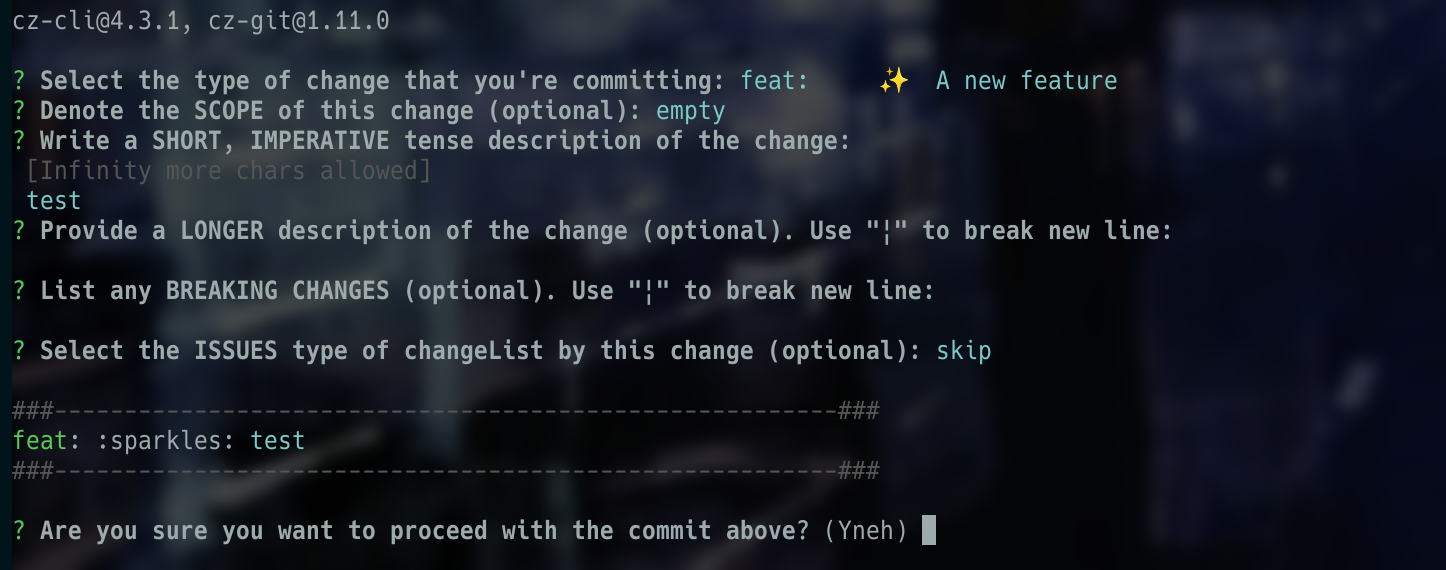 cz-cli@4.3.1, cz-git@1.11.0
? Select the type of change that you're committing: feat:     ✨  A new feature
? Denote the SCOPE of this change (optional): empty
? Write a SHORT, IMPERATIVE tense description of the change:
[Infinity more chars allowed]
test
? Provide a LONGER description of the change (optional). Use "¦" to break new line:
? List any BREAKING CHANGES (optional). Use "¦" to break new line:
? Select the ISSUES type of changeList by this change (optional): skip
###--------------------------------------------------------###
feat: :sparkles: test
###--------------------------------------------------------###
? Are you sure you want to proceed with the commit above? (Yneh)